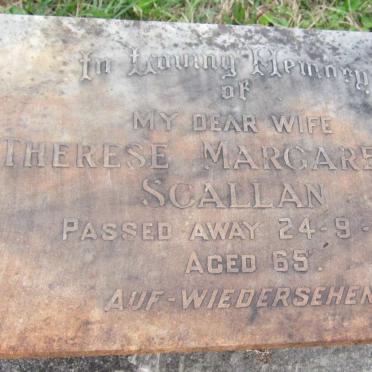 In Loving Memory
of
MY DEAR WIFE
THERESE MARGARE
SCALLAN
PASSED AWAY 24-9-
AGED 65.
AUF-WIEDERSEHEN